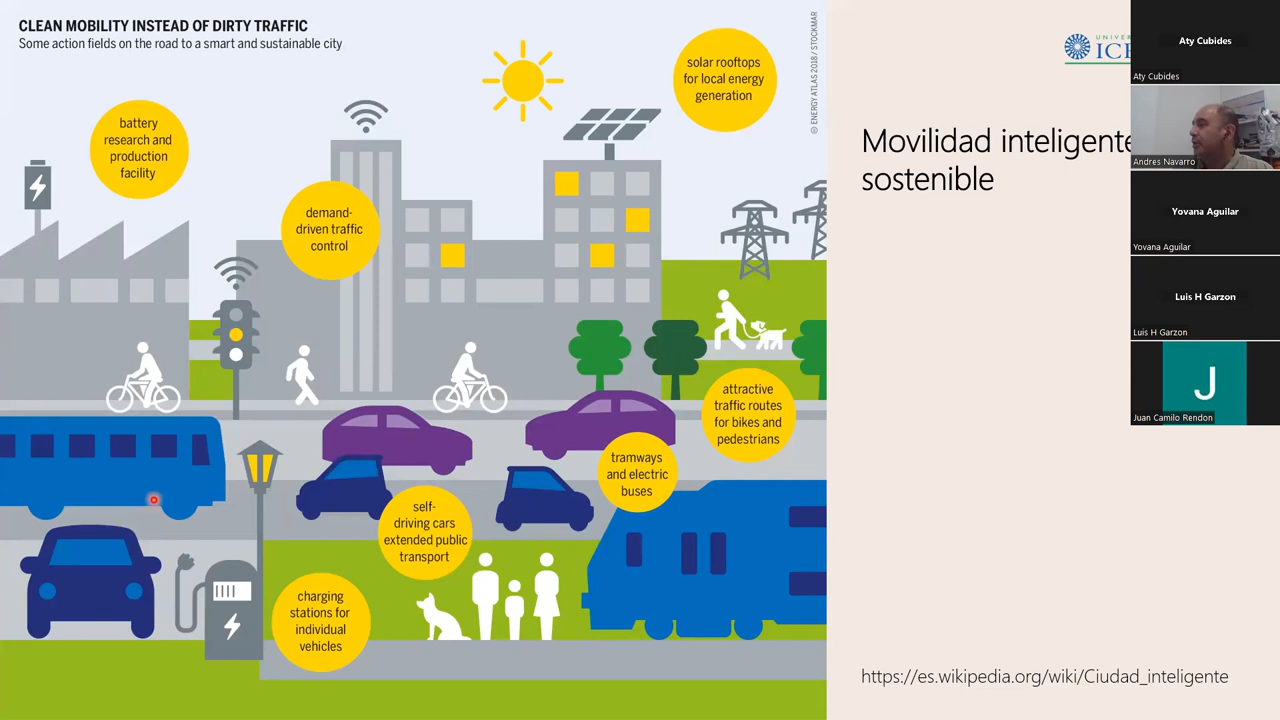 CLEAN MOBILITY INSTEAD OF DIRTY TRAFFIC
Some action fields on the road to a smart and sustainable city
solar rooftops
for local energy
generation
© ENERGY ATLAS 2018 / STOCKMAR
battery
research and
production
facility
demand-
driven traffic
control
attractive
traffic routes
for bikes and
pedestrians
tramways
and electric
buses
self-
driving cars
extended public
transport
charging
stations for
individual
vehicles
Movilidad inteligente
sostenible
https://es.wikipedia.org/wiki/Ciudad_inteligente
Aty Cubides
Aty Cubides
Andres Navarro
Yovana Aguilar
Yovana Aguilar
Luis H Garzon
Luis H Garzon
J
Juan Camilo Rendon